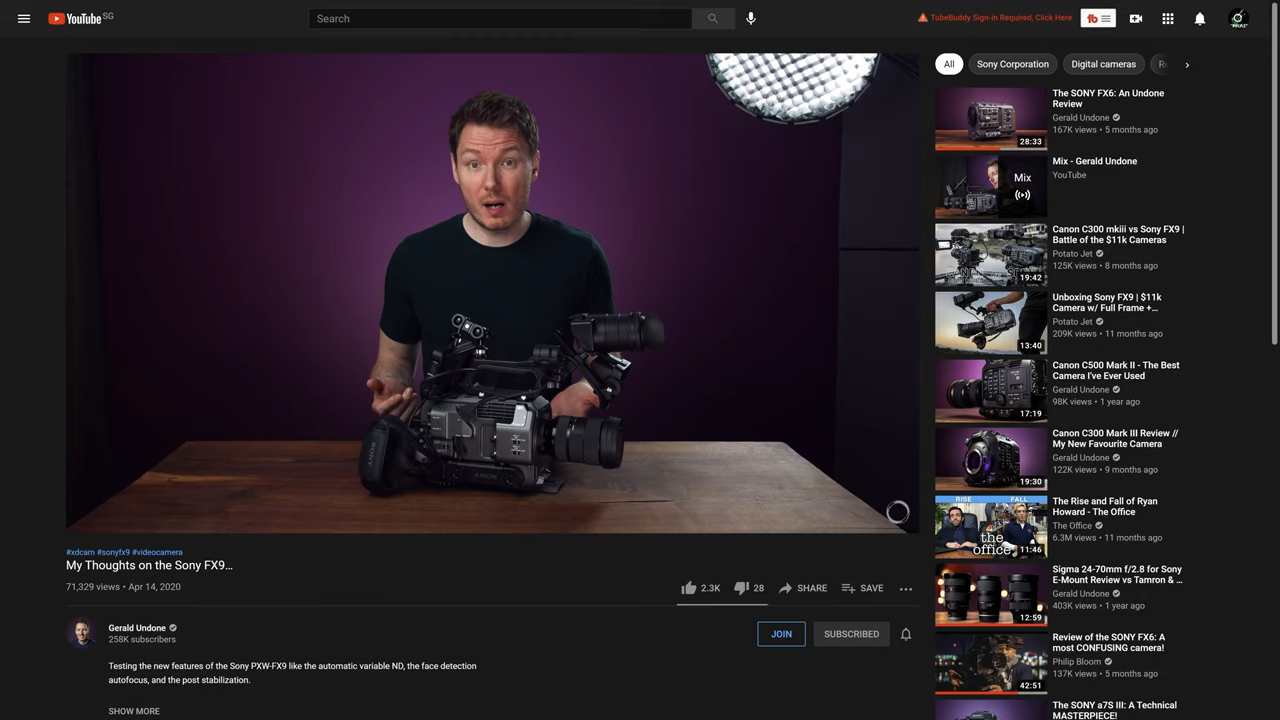 YouTube SG
Search
TubeBuddy Sign-in Required, Click Here
tb
SONY
SONY
#xdcam #sonyfx9 #videocamera
My Thoughts on the Sony FX9...
71,329 views • Apr 14, 2020
2.3K
28
SHARE
SAVE
Gerald Undone
258K subscribers
JOIN
SUBSCRIBED
Testing the new features of the Sony PXW-FX9 like the automatic variable ND, the face detection
autofocus, and the post stabilization.
SHOW MORE
All
Sony Corporation
Digital cameras
28:33
The SONY FX6: An Undone
Review
Gerald Undone
167K views • 5 months ago
Mix
Mix - Gerald Undone
YouTube
19:42
Canon C300 mkiii vs Sony FX9 |
Battle of the $11k Cameras
Potato Jet
125K views • 8 months ago
13:40
Unboxing Sony FX9 | $11k
Camera w/ Full Frame +...
Potato Jet
209K views • 11 months ago
17:19
Canon C500 Mark II - The Best
Camera I've Ever Used
Gerald Undone
98K views • 1 year ago
19:30
Canon C300 Mark III Review //
My New Favourite Camera
Gerald Undone
122K views • 9 months ago
RISE
FALL
the
office
11:46
The Rise and Fall of Ryan
Howard - The Office
The Office
6.3M views • 11 months ago
12:59
Sigma 24-70mm f/2.8 for Sony
E-Mount Review vs Tamron & ...
Gerald Undone
403K views • 1 year ago
42:51
Review of the SONY FX6: A
most CONFUSING camera!
Philip Bloom
137K views • 5 months ago
The SONY a7S III: A Technical
MASTERPIECE!